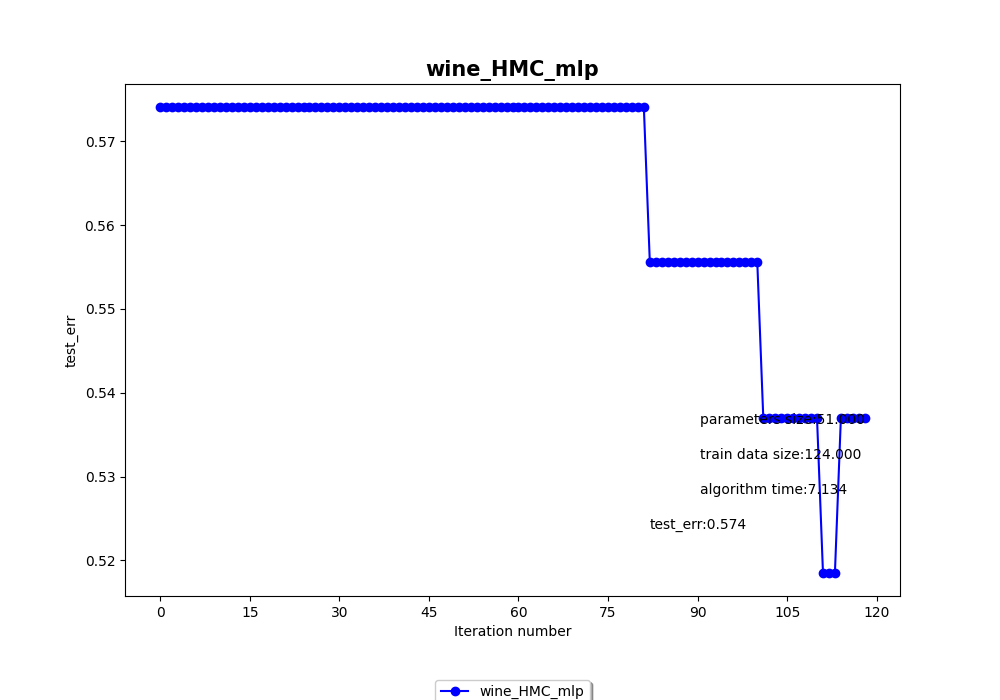 wine_HMC_mlp
0.57
0.56
0.55
0.54
0.53
0.52
test_err
train data size:124.000
algorithm time:7.134
test_err:0.574
0 15 30 45 60 75 90 105 120
Iteration number
wine_HMC_mlp